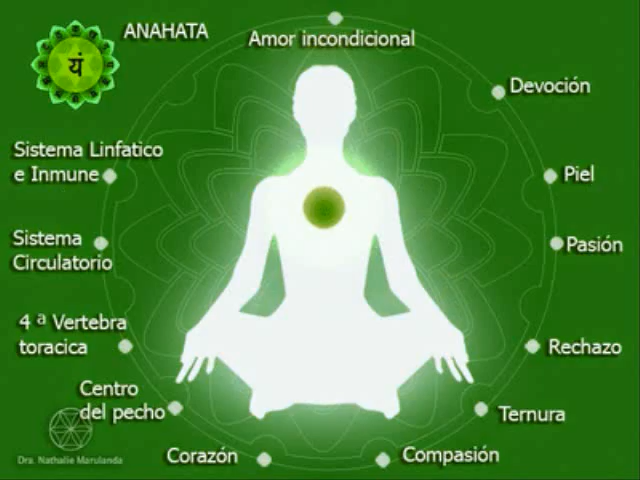 ANAHATA
यं
Amor incondicional
Devoción
Sistema Linfatico
e Inmune
Piel
Sistema
Circulatorio
Pasión
4 ª Vertebra
toracica
Rechazo
Centro
del pecho
Ternura
Corazón
Compasión
Dra. Nathalie Marulanda